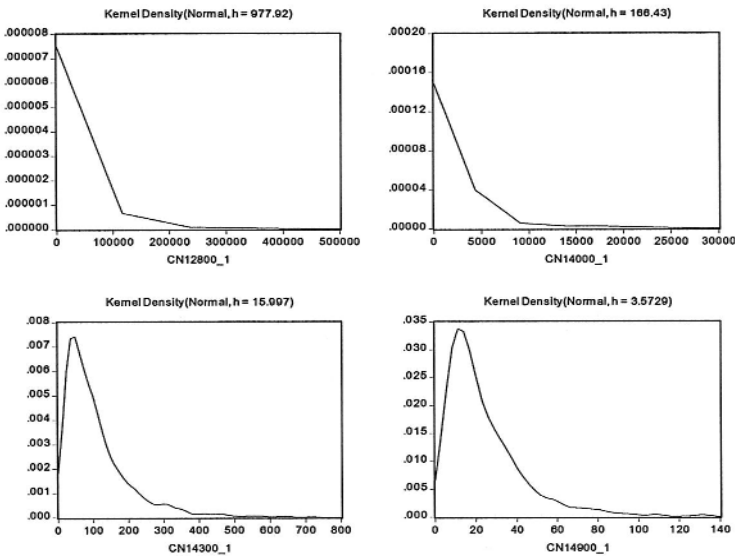 Kernel Density(Normal, h = 977.92)
.000008
.000007
.000006
.000005
.000004
.000003
.000002
.000001
.000000
0 100000 200000 300000 400000 500000
CN12800_1
Kernel Density(Normal, h = 166.43)
.00020
.00016
.00012
.00008
.00004
.00000
0 5000 10000 15000 20000 25000 30000
CN14000_1
Kernel Density(Normal, h = 15.997)
.008
.007
.006
.005
.004
.003
.002
.001
.000
0 100 200 300 400 500 600 700 800
CN14300_1
Kernel Density(Normal, h = 3.5729)
.035
.030
.025
.020
.015
.010
.005
.000
0 20 40 60 80 100 120 140
CN14900_1